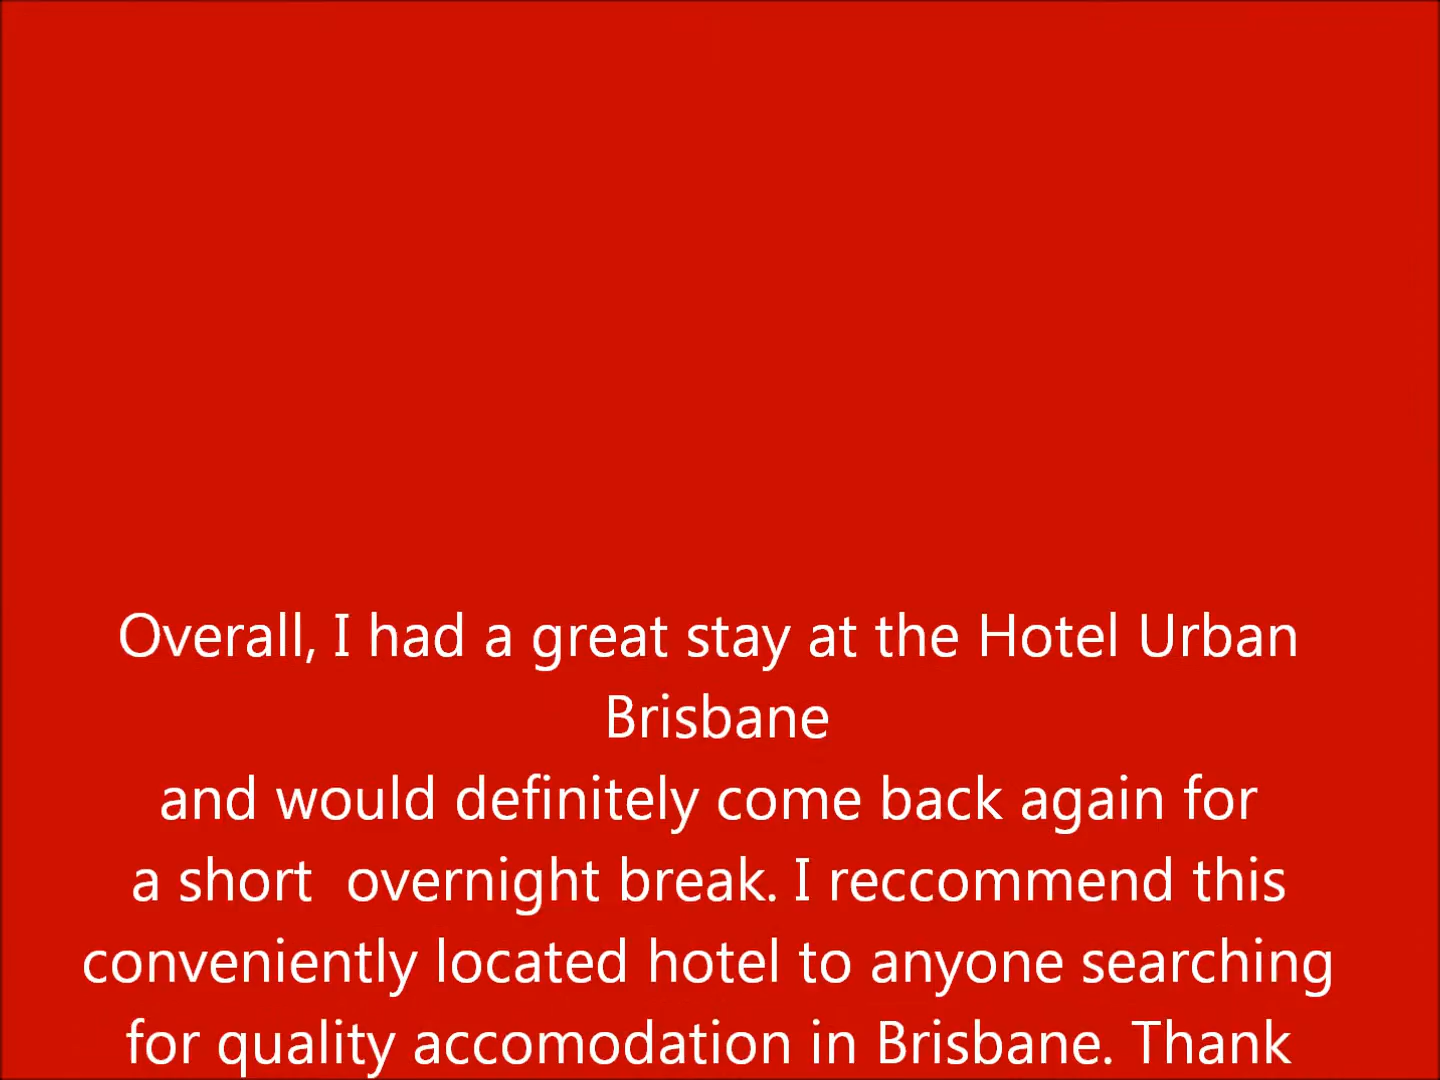 Overall, I had a great stay at the Hotel Urban
Brisbane
and would definitely come back again for
a short  overnight break. I reccommend this
conveniently located hotel to anyone searching
for quality accomodation in Brisbane. Thank